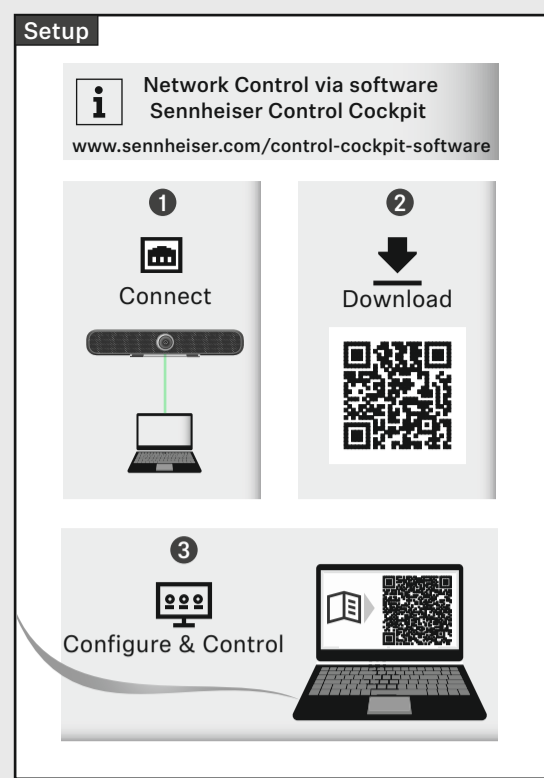 Setup
i
Network Control via software
Sennheiser Control Cockpit
www.sennheiser.com/control-cockpit-software
1
Connect
2
Download
3
Configure & Control